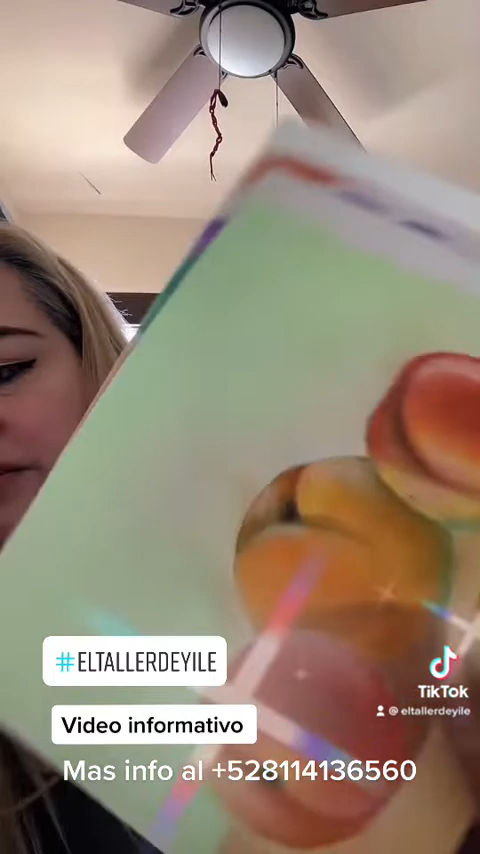 #ELTALLERDEYILE
TikTok
@eltallerdeyile
Video informativo
Mas info al +528114136560